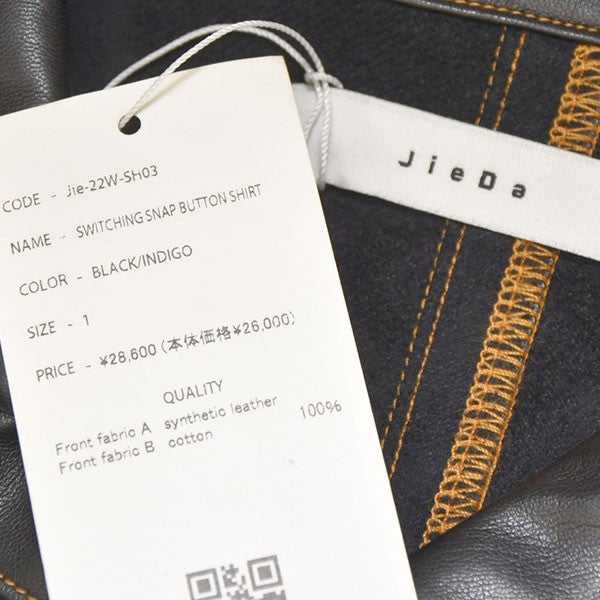 JieDa
CODE - Jie-22W-Sh03
NAME - SWITCHING SNAP BUTTON SHIRT
COLOR - BLACK/INDIGO
SIZE - 1
PRICE - ¥28,600(本体価格¥26,000)
QUALITY
Front fabric A synthetic leather 100%
Front fabric B cotton